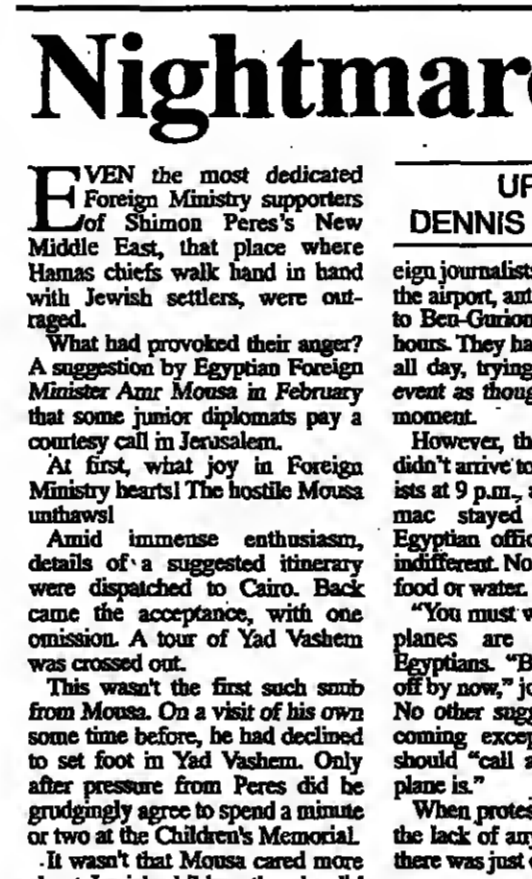 Nightmar
EVEN the most dedicated
Foreign Ministry supporters
of Shimon Peres's New
Middle East, that place where
Hamas chiefs walk hand in hand
with Jewish settlers, were out-
raged.
What had provoked their anger?
A suggestion by Egyptian Foreign
Minister Amr Mousa in February
that some junior diplomats pay a
courtesy call in Jerusalem.
At first, what joy in Foreign
Ministry hearts! The hostile Mousa
unthaws!
Amid immense enthusiasm,
details of a suggested itinerary
were dispatched to Cairo. Back
came the acceptance, with one
omission. A tour of Yad Vashem
was crossed out.
This wasn't the first such snub
from Mousa. On a visit of his own
some time before, he had declined
to set foot in Yad Vashem. Only
after pressure from Peres did he
grudgingly agree to spend a minute
or two at the Children's Memorial.
It wasn't that Mousa cared more
UP
DENNIS
eign journalists
the airport, ant
to Ben-Gurion
hours. They ha
all day, trying
event as thoug
moment.
However, th
didn't arrive to
ists at 9 p.m., a
mac stayed
Egyptian offic
indifferent. No
food or water.
"You must w
planes are
Egyptians. "B
off by now," jo
No other sugg
coming excep
should "call a
plane is."
When protes
the lack of any
there was just